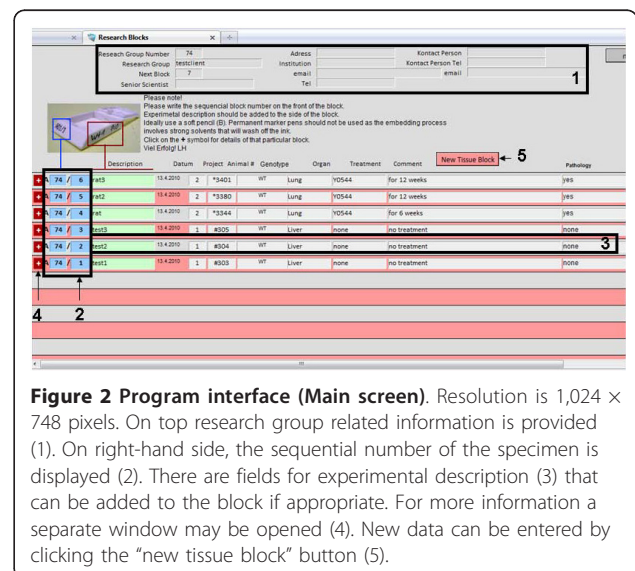 Research Blocks
Reseach Group Number 74 Adress Kontact Person
Research Group testclient Institution Kontact Person Tel
Next Block 7 email email
Senior Scientist Tel
1
Please note!
Please write the sequencial block number on the front of the block.
Experimetal description should be added to the side of the block.
Ideally use a soft pencil (B). Permanent marker pens should not be used as the embedding process
involves strong solvents that will wash off the ink.
Click on the + symbol for details of that particular block.
Viel Erfolg! LH
New Tissue Block 5
Description Datum Project Animal # Genotype Organ Treatment Comment Pathology
+ A 74 / 6 rat3 13.4.2010 2 *3401 WT Lung Y0544 for 12 weeks yes
+ A 74 / 5 rat2 13.4.2010 2 *3380 WT Lung Y0544 for 12 weeks yes
+ A 74 / 4 rat 13.4.2010 2 *3344 WT Lung Y0544 for 6 weeks yes
+ A 74 / 3 test3 13.4.2010 1 #305 WT Liver none no treatment none
+ A 74 / 2 test2 13.4.2010 1 #304 WT Liver none no treatment none 3
+ A 74 / 1 test1 13.4.2010 1 #303 WT Liver none no treatment none
4 2
Figure 2 Program interface (Main screen). Resolution is 1,024 ×
748 pixels. On top research group related information is provided
(1). On right-hand side, the sequential number of the specimen is
displayed (2). There are fields for experimental description (3) that
can be added to the block if appropriate. For more information a
separate window may be opened (4). New data can be entered by
clicking the “new tissue block” button (5).